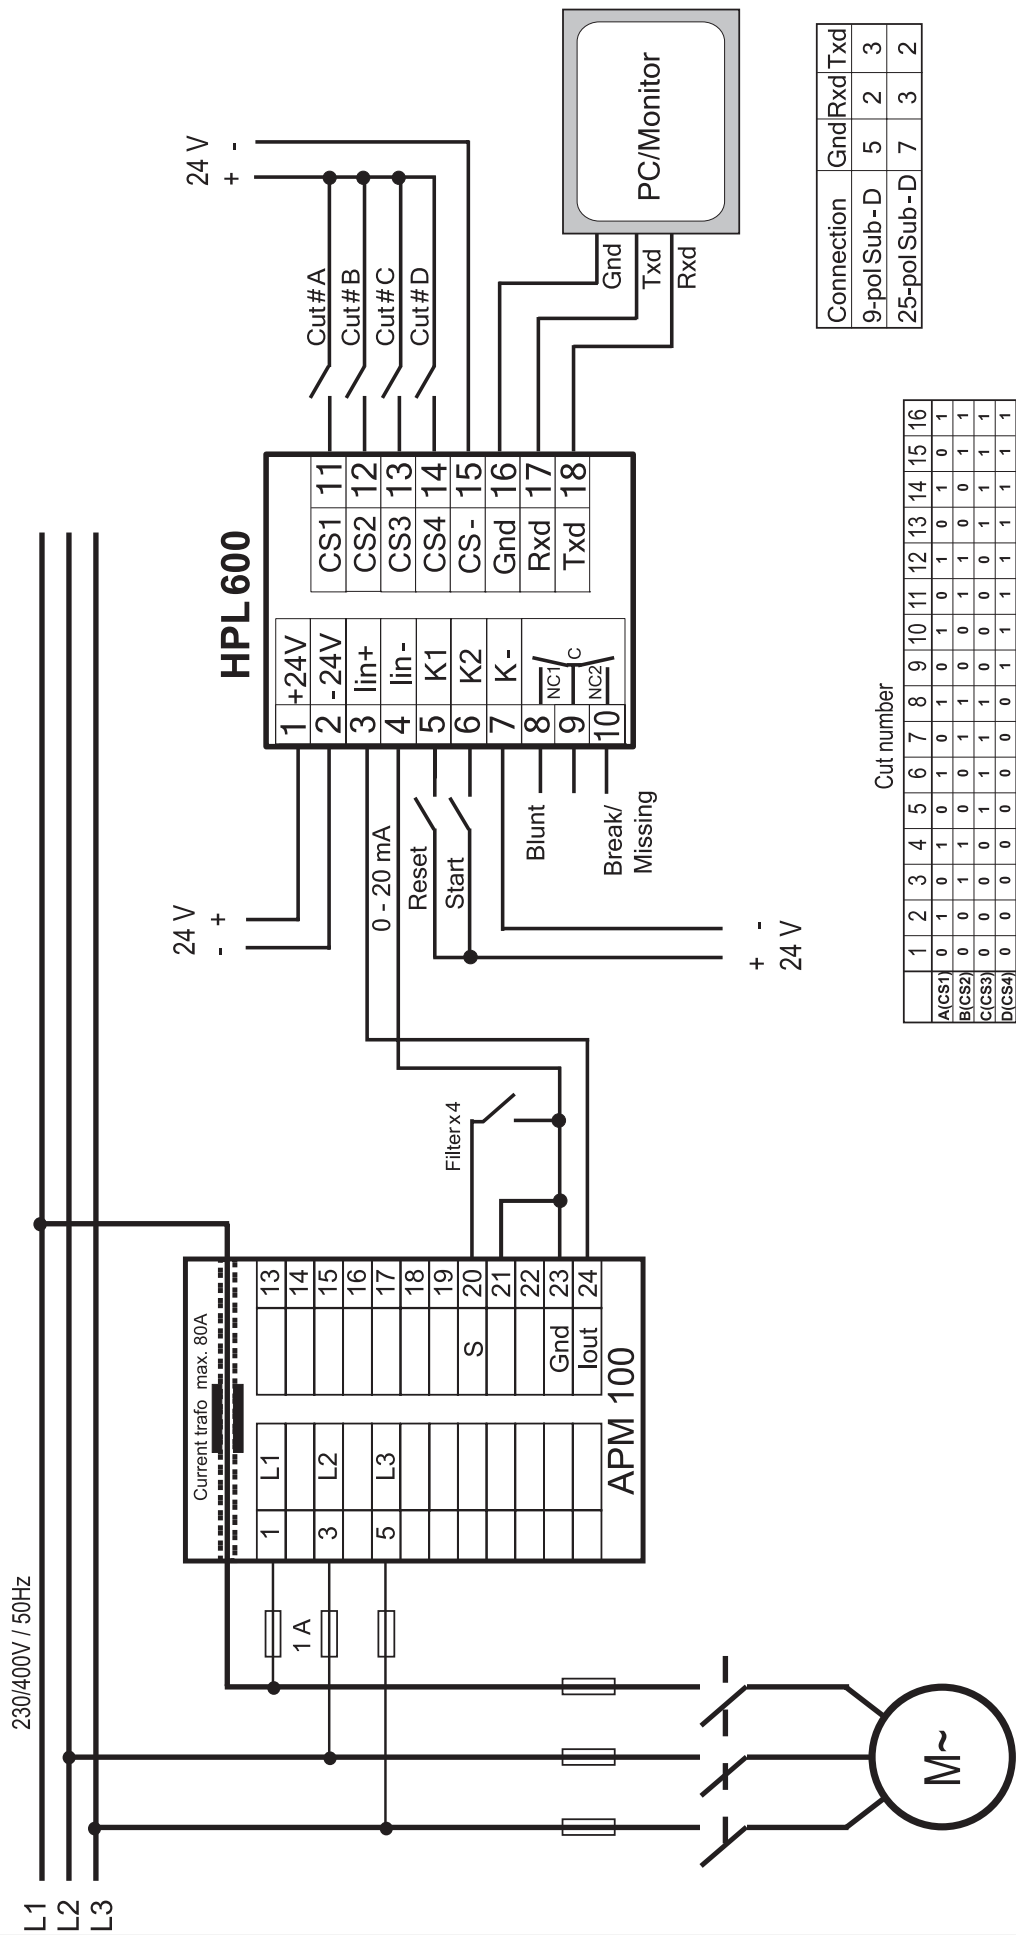 L1
L2
L3
230/400V / 50Hz
Current trafo max. 80A
1 L1
3 L2
5 L3
1 A
13
14
15
16
17
18
19
S 20
21
22
Gnd 23
Iout 24
APM 100
M~
Filter x 4
24 V
- +
0 - 20 mA
Reset
Start
Blunt
Break/
Missing
+ -
24 V
HPL 600
1 +24V
2 - 24V
3 Iin+
4 Iin -
5 K1
6 K2
7 K -
8 NC1
9 C
10 NC2
CS1 11
CS2 12
CS3 13
CS4 14
CS - 15
Gnd 16
Rxd 17
Txd 18
24 V
+ -
Cut # A
Cut # B
Cut # C
Cut # D
Gnd
Txd
Rxd
PC/Monitor
Connection Gnd Rxd Txd
9-pol Sub - D 5 2 3
25-pol Sub - D 7 3 2
Cut number
1 2 3 4 5 6 7 8 9 10 11 12 13 14 15 16
A(CS1) 0 1 0 1 0 1 0 1 0 1 0 1 0 1 0 1
B(CS2) 0 0 1 1 0 0 1 1 0 0 1 1 0 0 1 1
C(CS3) 0 0 0 0 1 1 1 1 0 0 0 0 1 1 1 1
D(CS4) 0 0 0 0 0 0 0 0 1 1 1 1 1 1 1 1